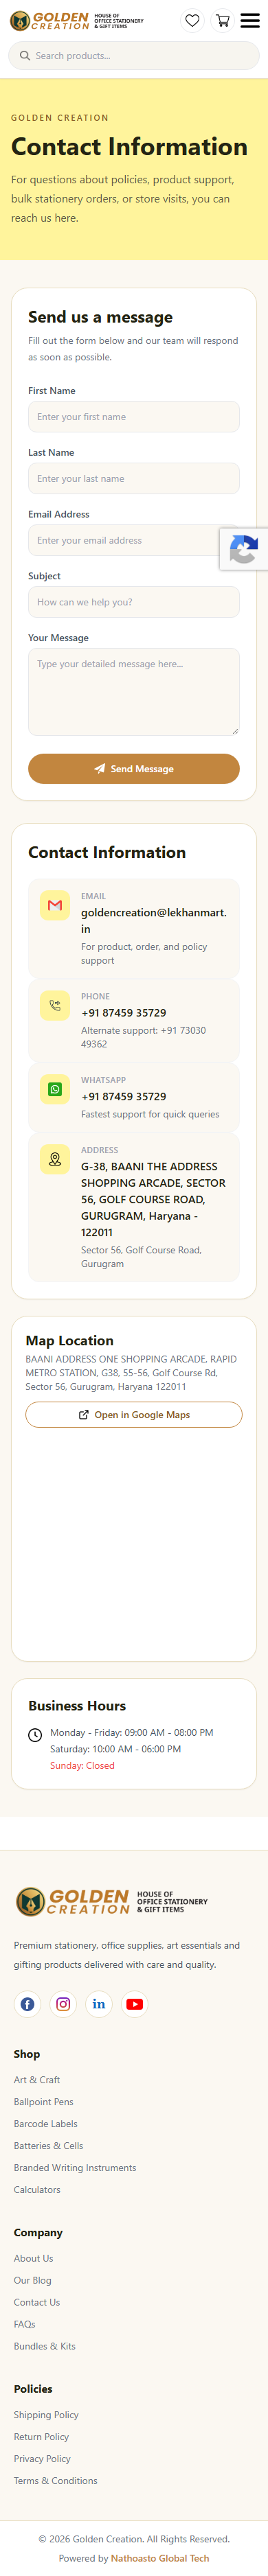 GOLDEN CREATION HOUSE OF OFFICE STATIONERY & GIFT ITEMS
Search products...
GOLDEN CREATION
Contact Information
For questions about policies, product support,
bulk stationery orders, or store visits, you can
reach us here.
Send us a message
Fill out the form below and our team will respond
as soon as possible.
First Name
Enter your first name
Last Name
Enter your last name
Email Address
Enter your email address
Subject
How can we help you?
Your Message
Type your detailed message here...
Send Message
Contact Information
EMAIL
goldencreation@lekhanmart.
in
For product, order, and policy
support
PHONE
+91 87459 35729
Alternate support: +91 73030
49362
WHATSAPP
+91 87459 35729
Fastest support for quick queries
ADDRESS
G-38, BAANI THE ADDRESS
SHOPPING ARCADE, SECTOR
56, GOLF COURSE ROAD,
GURUGRAM, Haryana -
122011
Sector 56, Golf Course Road,
Gurugram
Map Location
BAANI ADDRESS ONE SHOPPING ARCADE, RAPID
METRO STATION, G38, 55-56, Golf Course Rd,
Sector 56, Gurugram, Haryana 122011
Open in Google Maps
Business Hours
Monday - Friday: 09:00 AM - 08:00 PM
Saturday: 10:00 AM - 06:00 PM
Sunday: Closed
GOLDEN CREATION HOUSE OF OFFICE STATIONERY & GIFT ITEMS
Premium stationery, office supplies, art essentials and
gifting products delivered with care and quality.
Shop
Art & Craft
Ballpoint Pens
Barcode Labels
Batteries & Cells
Branded Writing Instruments
Calculators
Company
About Us
Our Blog
Contact Us
FAQs
Bundles & Kits
Policies
Shipping Policy
Return Policy
Privacy Policy
Terms & Conditions
© 2026 Golden Creation. All Rights Reserved.
Powered by Nathoasto Global Tech